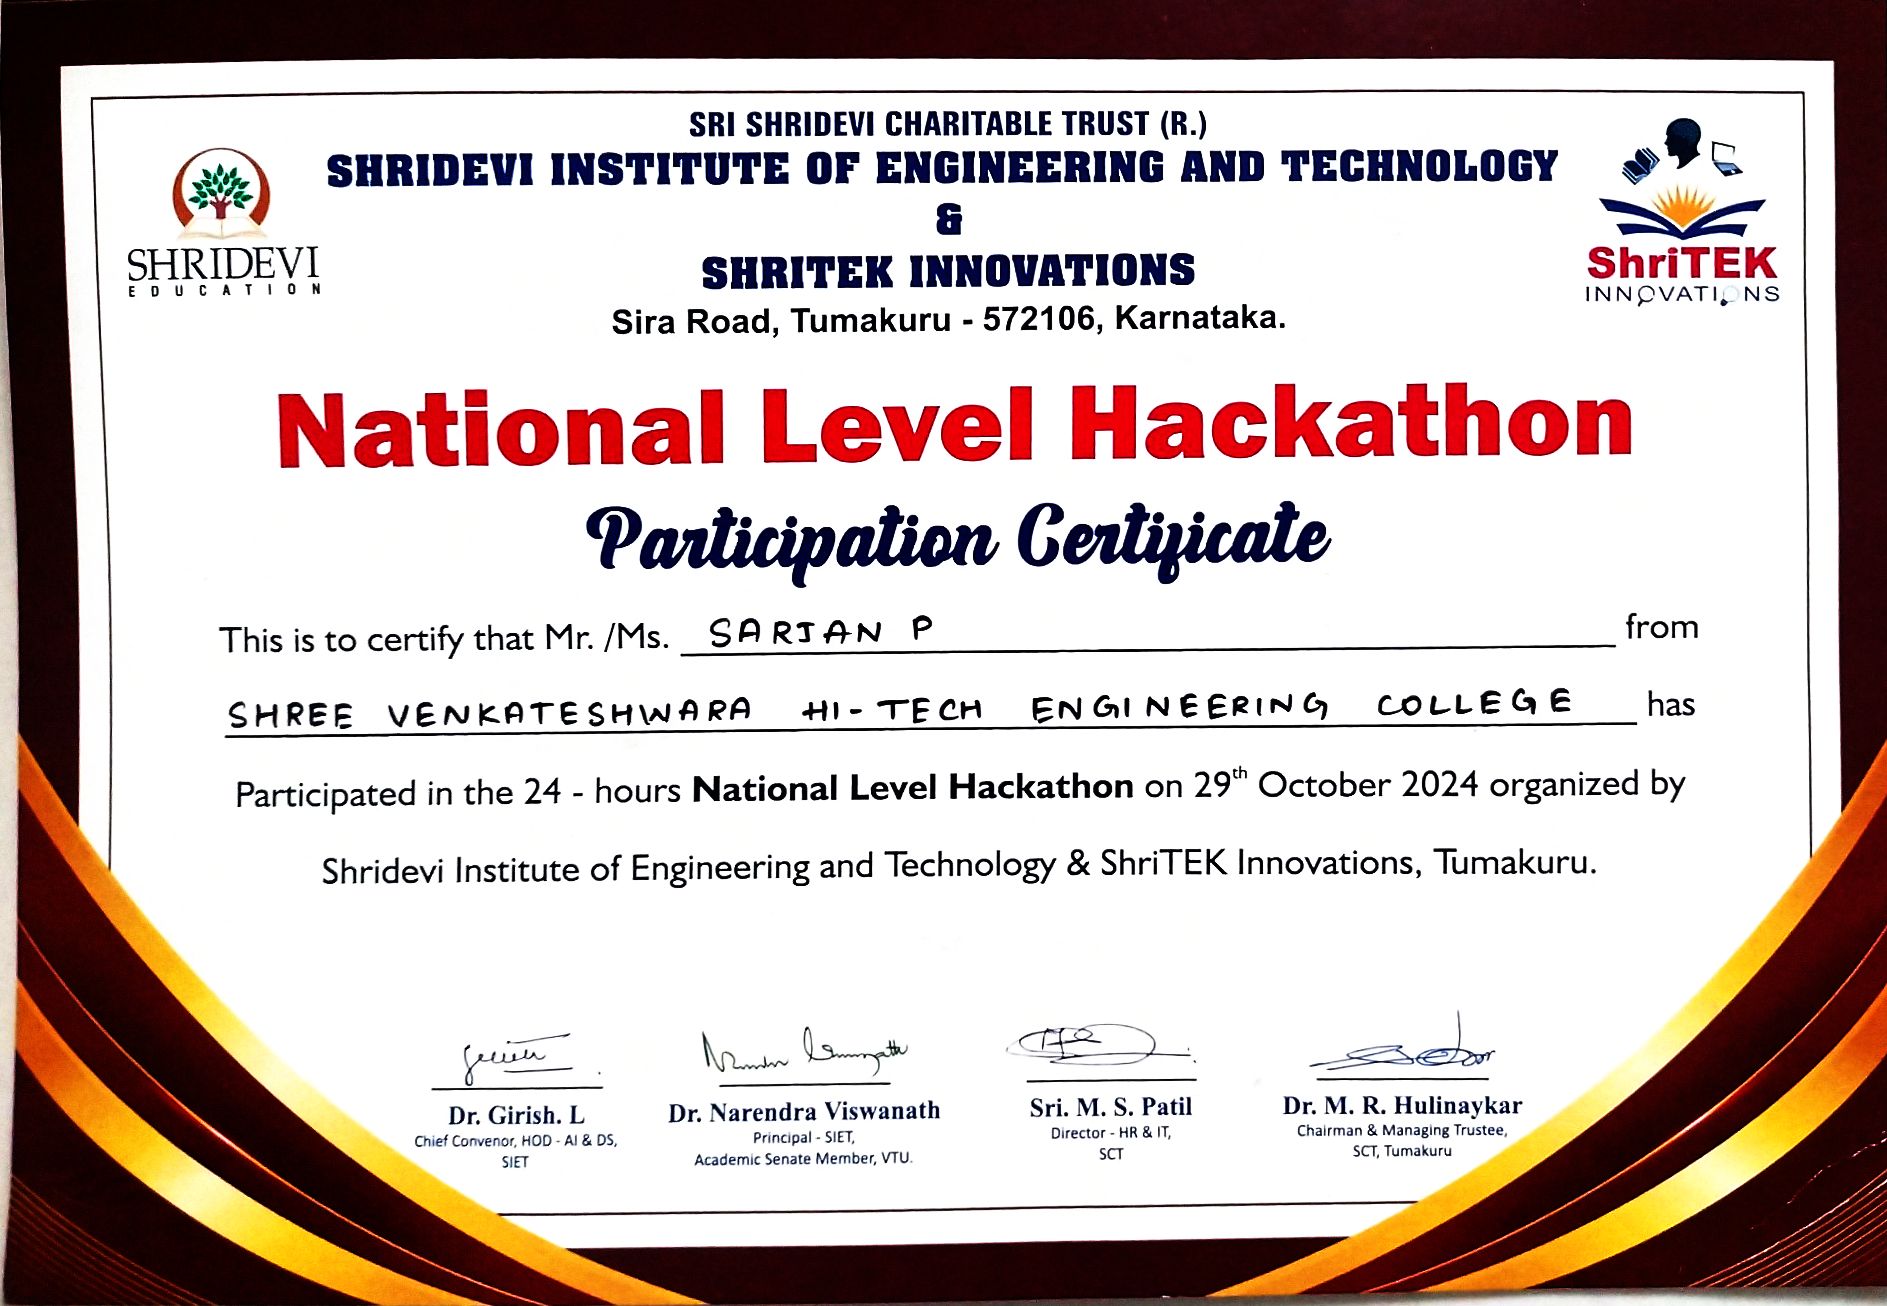 SRI SHRIDEVI CHARITABLE TRUST (R.)
SHRIDEVI INSTITUTE OF ENGINEERING AND TECHNOLOGY
&
SHRITEK INNOVATIONS
Sira Road, Tumakuru - 572106, Karnataka.
SHRIDEVI
EDUCATION
ShriTEK
INNOVATIONS
National Level Hackathon
Participation Certificate
This is to certify that Mr. /Ms. SARJAN P from
SHREE VENKATESHWARA HI-TECH ENGINEERING COLLEGE has
Participated in the 24 - hours National Level Hackathon on 29th October 2024 organized by
Shridevi Institute of Engineering and Technology & ShriTEK Innovations, Tumakuru.
Dr. Girish. L
Chief Convenor, HOD - AI & DS,
SIET
Dr. Narendra Viswanath
Principal - SIET,
Academic Senate Member, VTU.
Sri. M. S. Patil
Director - HR & IT,
SCT
Dr. M. R. Hulinaykar
Chairman & Managing Trustee,
SCT, Tumakuru